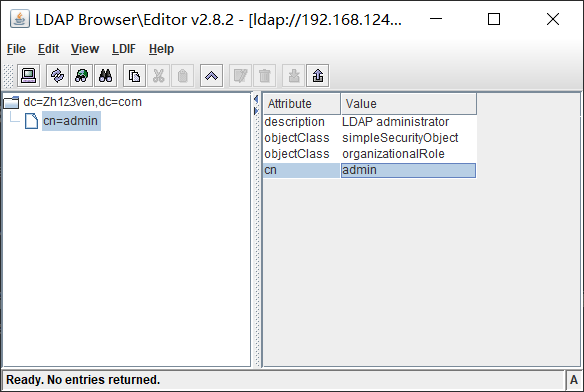 LDAP Browser\Editor v2.8.2 - [ldap://192.168.124...
File Edit View LDIF Help
dc=Zh1z3ven,dc=com
cn=admin
Attribute Value
description LDAP administrator
objectClass simpleSecurityObject
objectClass organizationalRole
cn admin
Ready. No entries returned. A